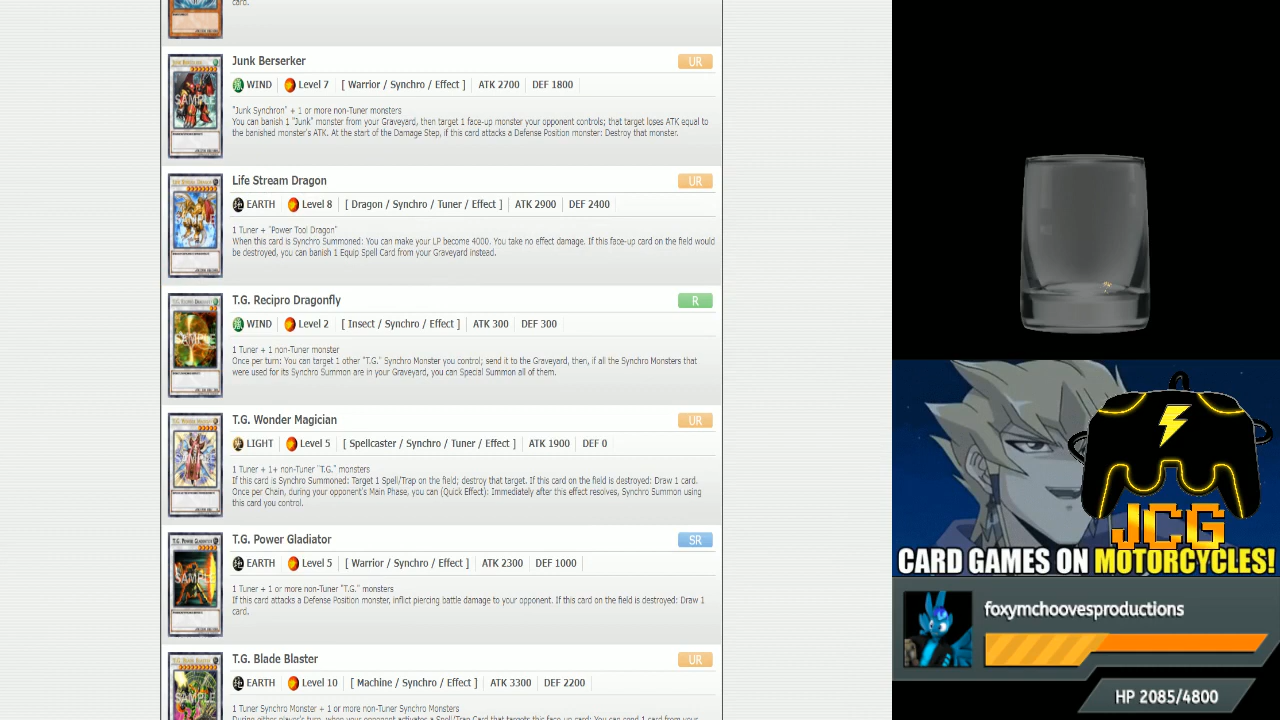 card.
Junk Berserker
UR
WIND
Level 7
[ Warrior / Synchro / Effect ]
ATK 2700
DEF 1800
"Junk Synchron" + 1 or more non-Tuner monsters
You can banish 1 "Junk" monster from your Graveyard, then target 1 face-up monster your opponent controls; that target loses ATK equal to
the banished monster's ATK. At the start of the Damage Step, if this card attacks a Defense Position monster: Destroy that monster.
Life Stream Dragon
UR
EARTH
Level 8
[ Dragon / Synchro / Tuner / Effect ]
ATK 2900
DEF 2400
1 Tuner + "Power Tool Dragon"
When this card is Synchro Summoned: You can make your LP become 4000. You take no effect damage. If this face-up card on the field would
be destroyed, you can banish 1 Equip Spell Card from your Graveyard instead.
T.G. Recipro Dragonfly
R
WIND
Level 2
[ Insect / Synchro / Effect ]
ATK 300
DEF 300
1 Tuner + 1 non-Tuner monster
Once per turn: You can target 1 other "T.G." Synchro Monster you control; send it to the Graveyard, then, if all the Synchro Monsters that
were used for its Synchro Summon are in your Graveyard, you can Special Summon all of them.
T.G. Wonder Magician
UR
LIGHT
Level 5
[ Spellcaster / Synchro / Tuner / Effect ]
ATK 1900
DEF 0
1 Tuner + 1+ non-Tuner "T.G." monsters
If this card is Synchro Summoned: Target 1 Spell/Trap on the field; destroy that target. If this card on the field is destroyed: Draw 1 card.
Once per chain, during your opponent's Main Phase, you can (Quick Effect): Immediately after this effect resolves, Synchro Summon using
this card you control.
T.G. Power Gladiator
SR
EARTH
Level 5
[ Warrior / Synchro / Effect ]
ATK 2300
DEF 1000
1 Tuner + 1 or more non-Tuner "T.G." monsters
If this card attacks a Defense Position monster, inflict piercing battle damage to your opponent. If this card on the field is destroyed: Draw 1
card.
T.G. Blade Blaster
UR
EARTH
Level 10
[ Machine / Synchro / Effect ]
ATK 3300
DEF 2200
1 Tuner Synchro Monster + 1 or more non-Tuner Synchro Monsters
SAMPLE
SAMPLE
SAMPLE
SAMPLE
SAMPLE
SAMPLE
JCG
CARD GAMES ON MOTORCYCLES!
foxymchoovesproductions
HP 2085/4800